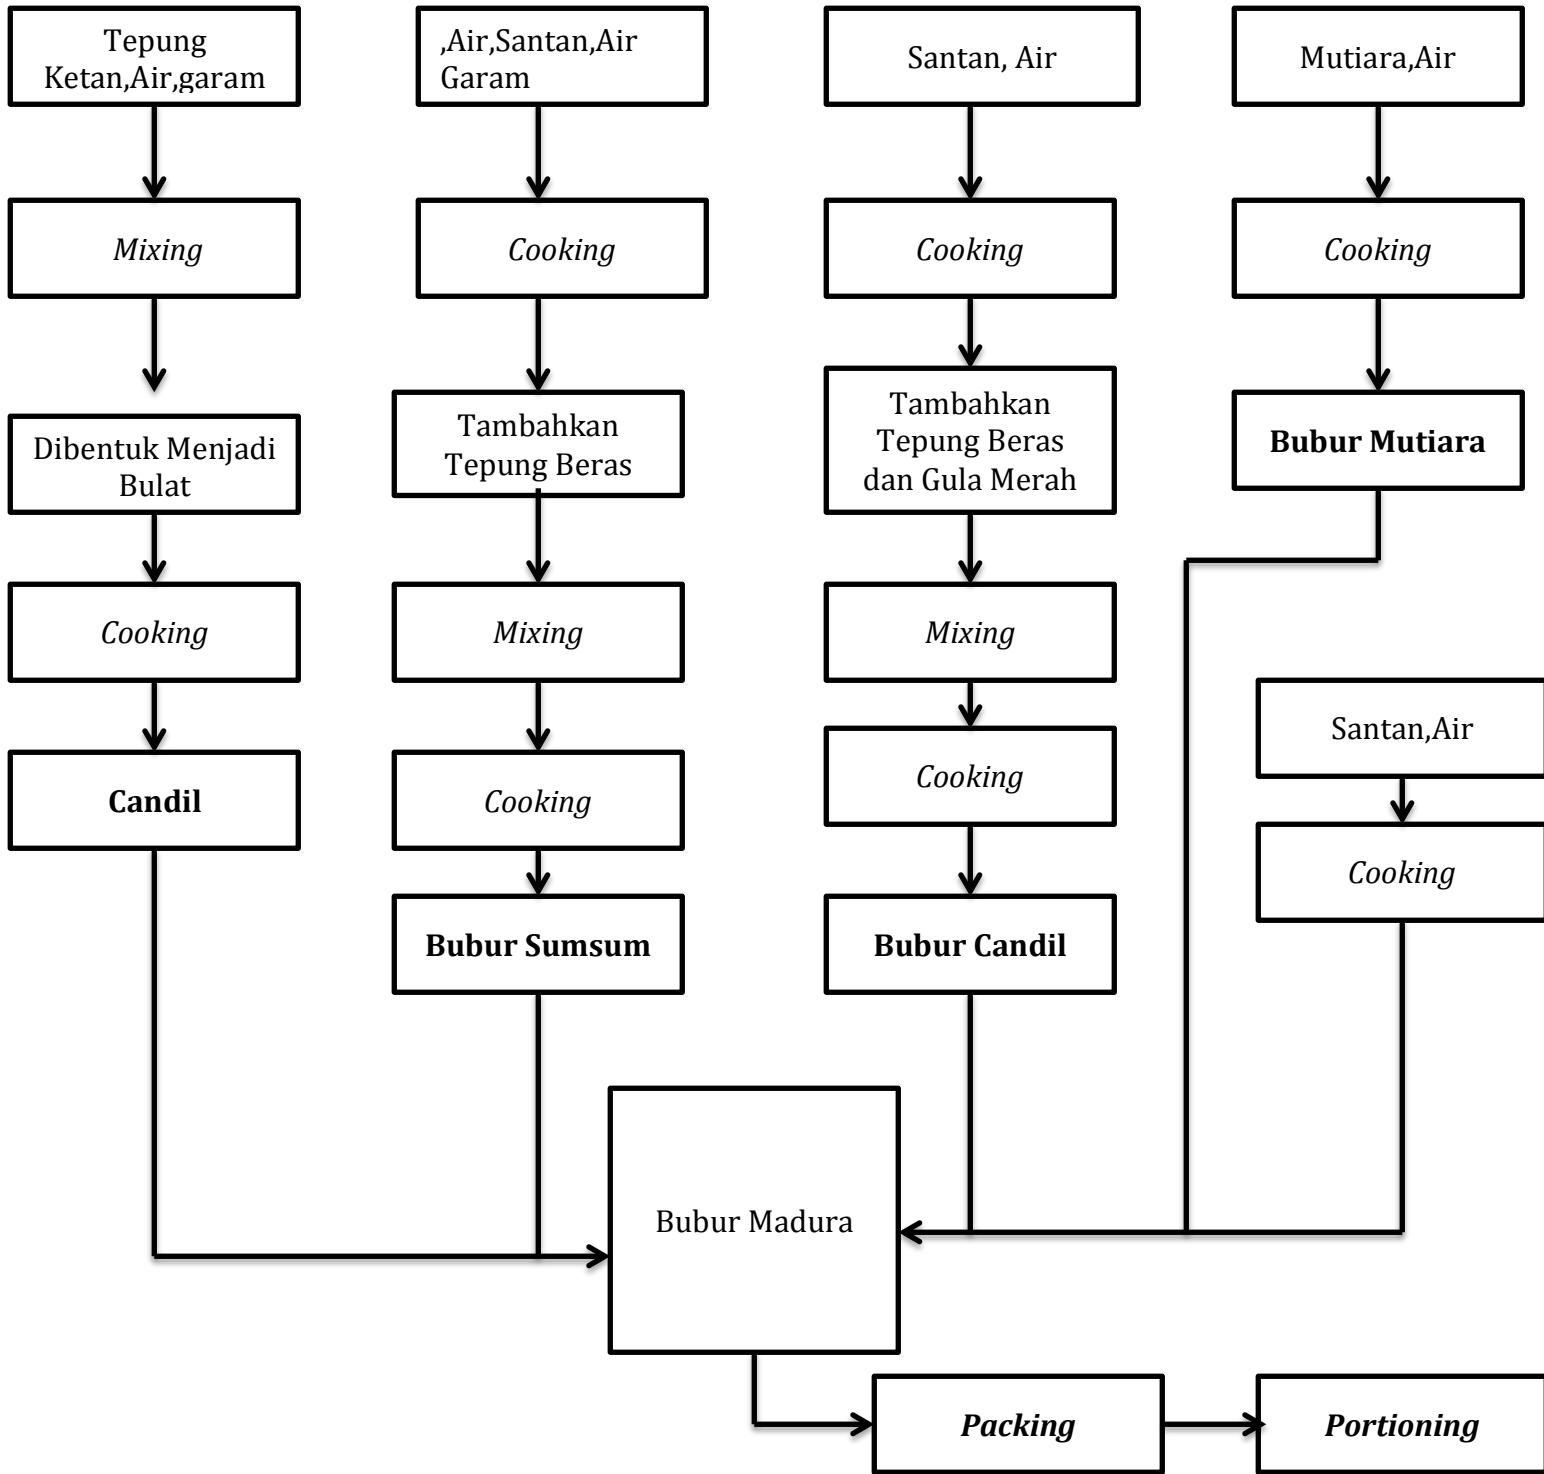 Tepung
Ketan,Air,garam
,Air,Santan,Air
Garam
Santan, Air
Mutiara,Air
Mixing
Cooking
Cooking
Cooking
Dibentuk Menjadi
Bulat
Tambahkan
Tepung Beras
Tambahkan
Tepung Beras
dan Gula Merah
Bubur Mutiara
Cooking
Mixing
Mixing
Santan,Air
Candil
Cooking
Cooking
Cooking
Bubur Sumsum
Bubur Candil
Bubur Madura
Packing
Portioning